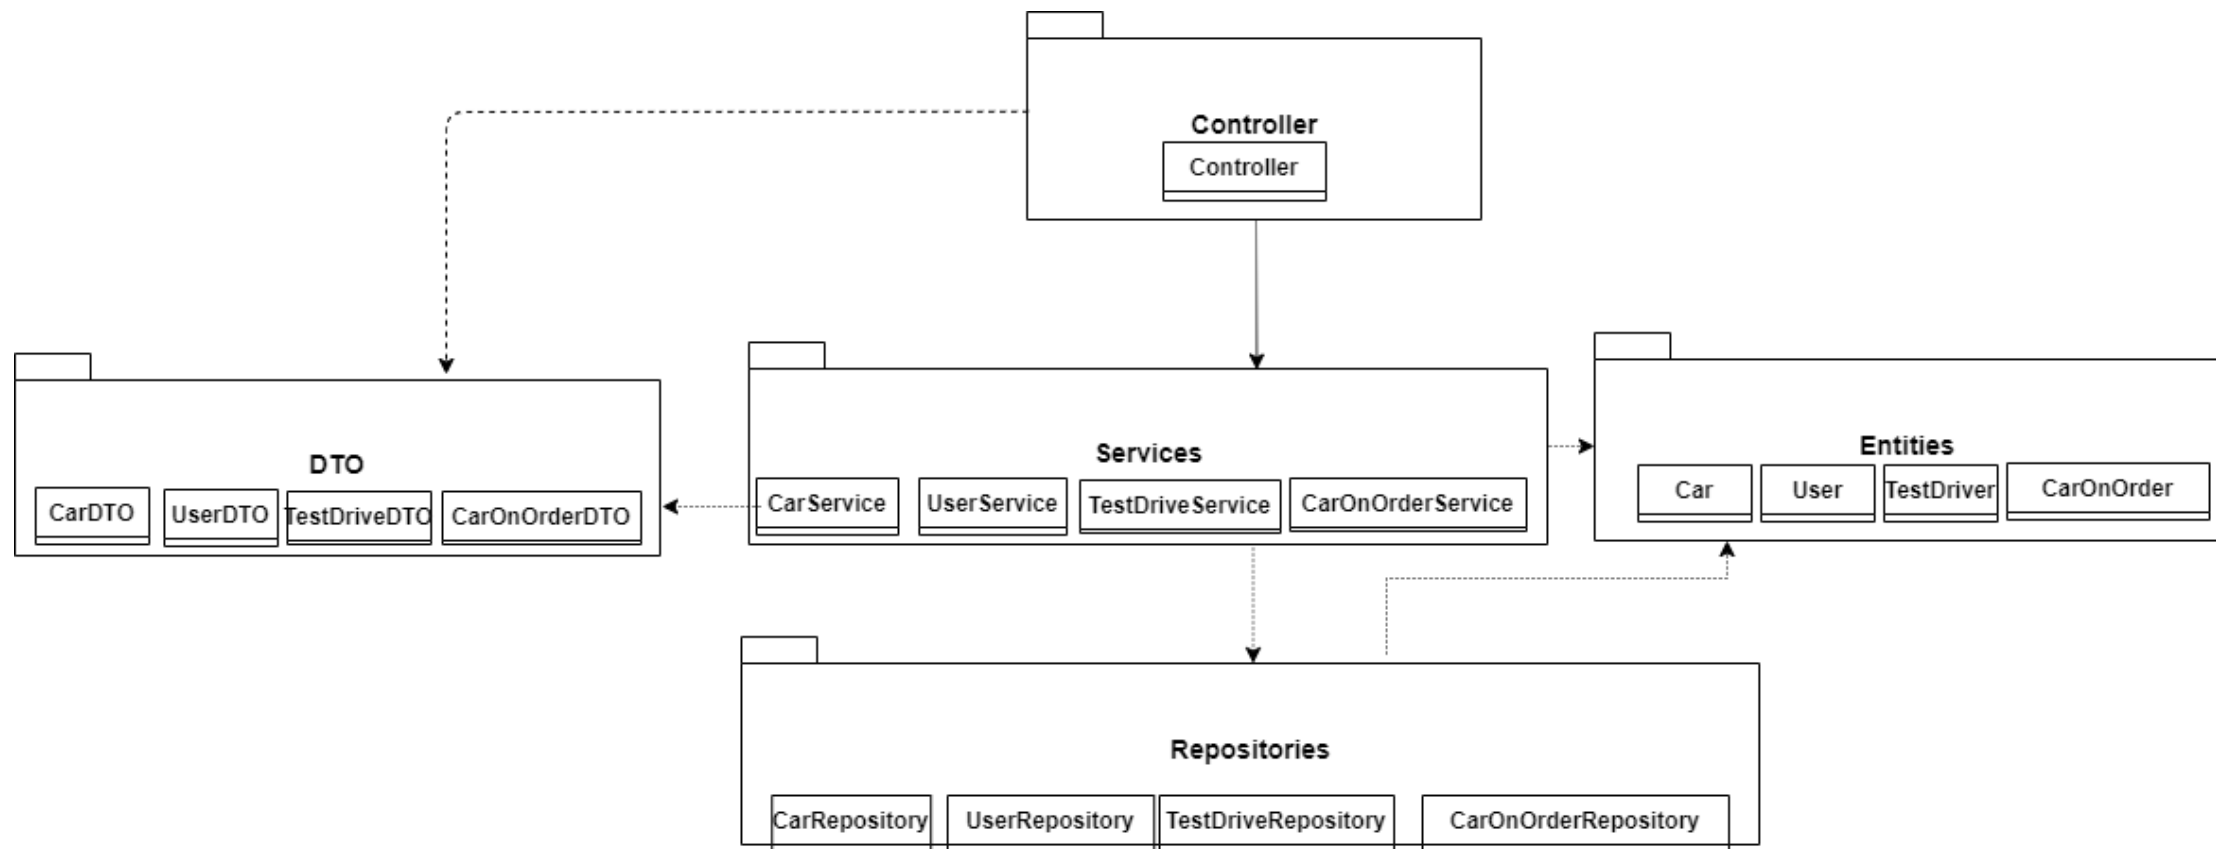 Controller
Controller
DTO
CarDTO
UserDTO
TestDriveDTO
CarOnOrderDTO
Services
CarService
UserService
TestDriveService
CarOnOrderService
Entities
Car
User
TestDriver
CarOnOrder
Repositories
CarRepository
UserRepository
TestDriveRepository
CarOnOrderRepository